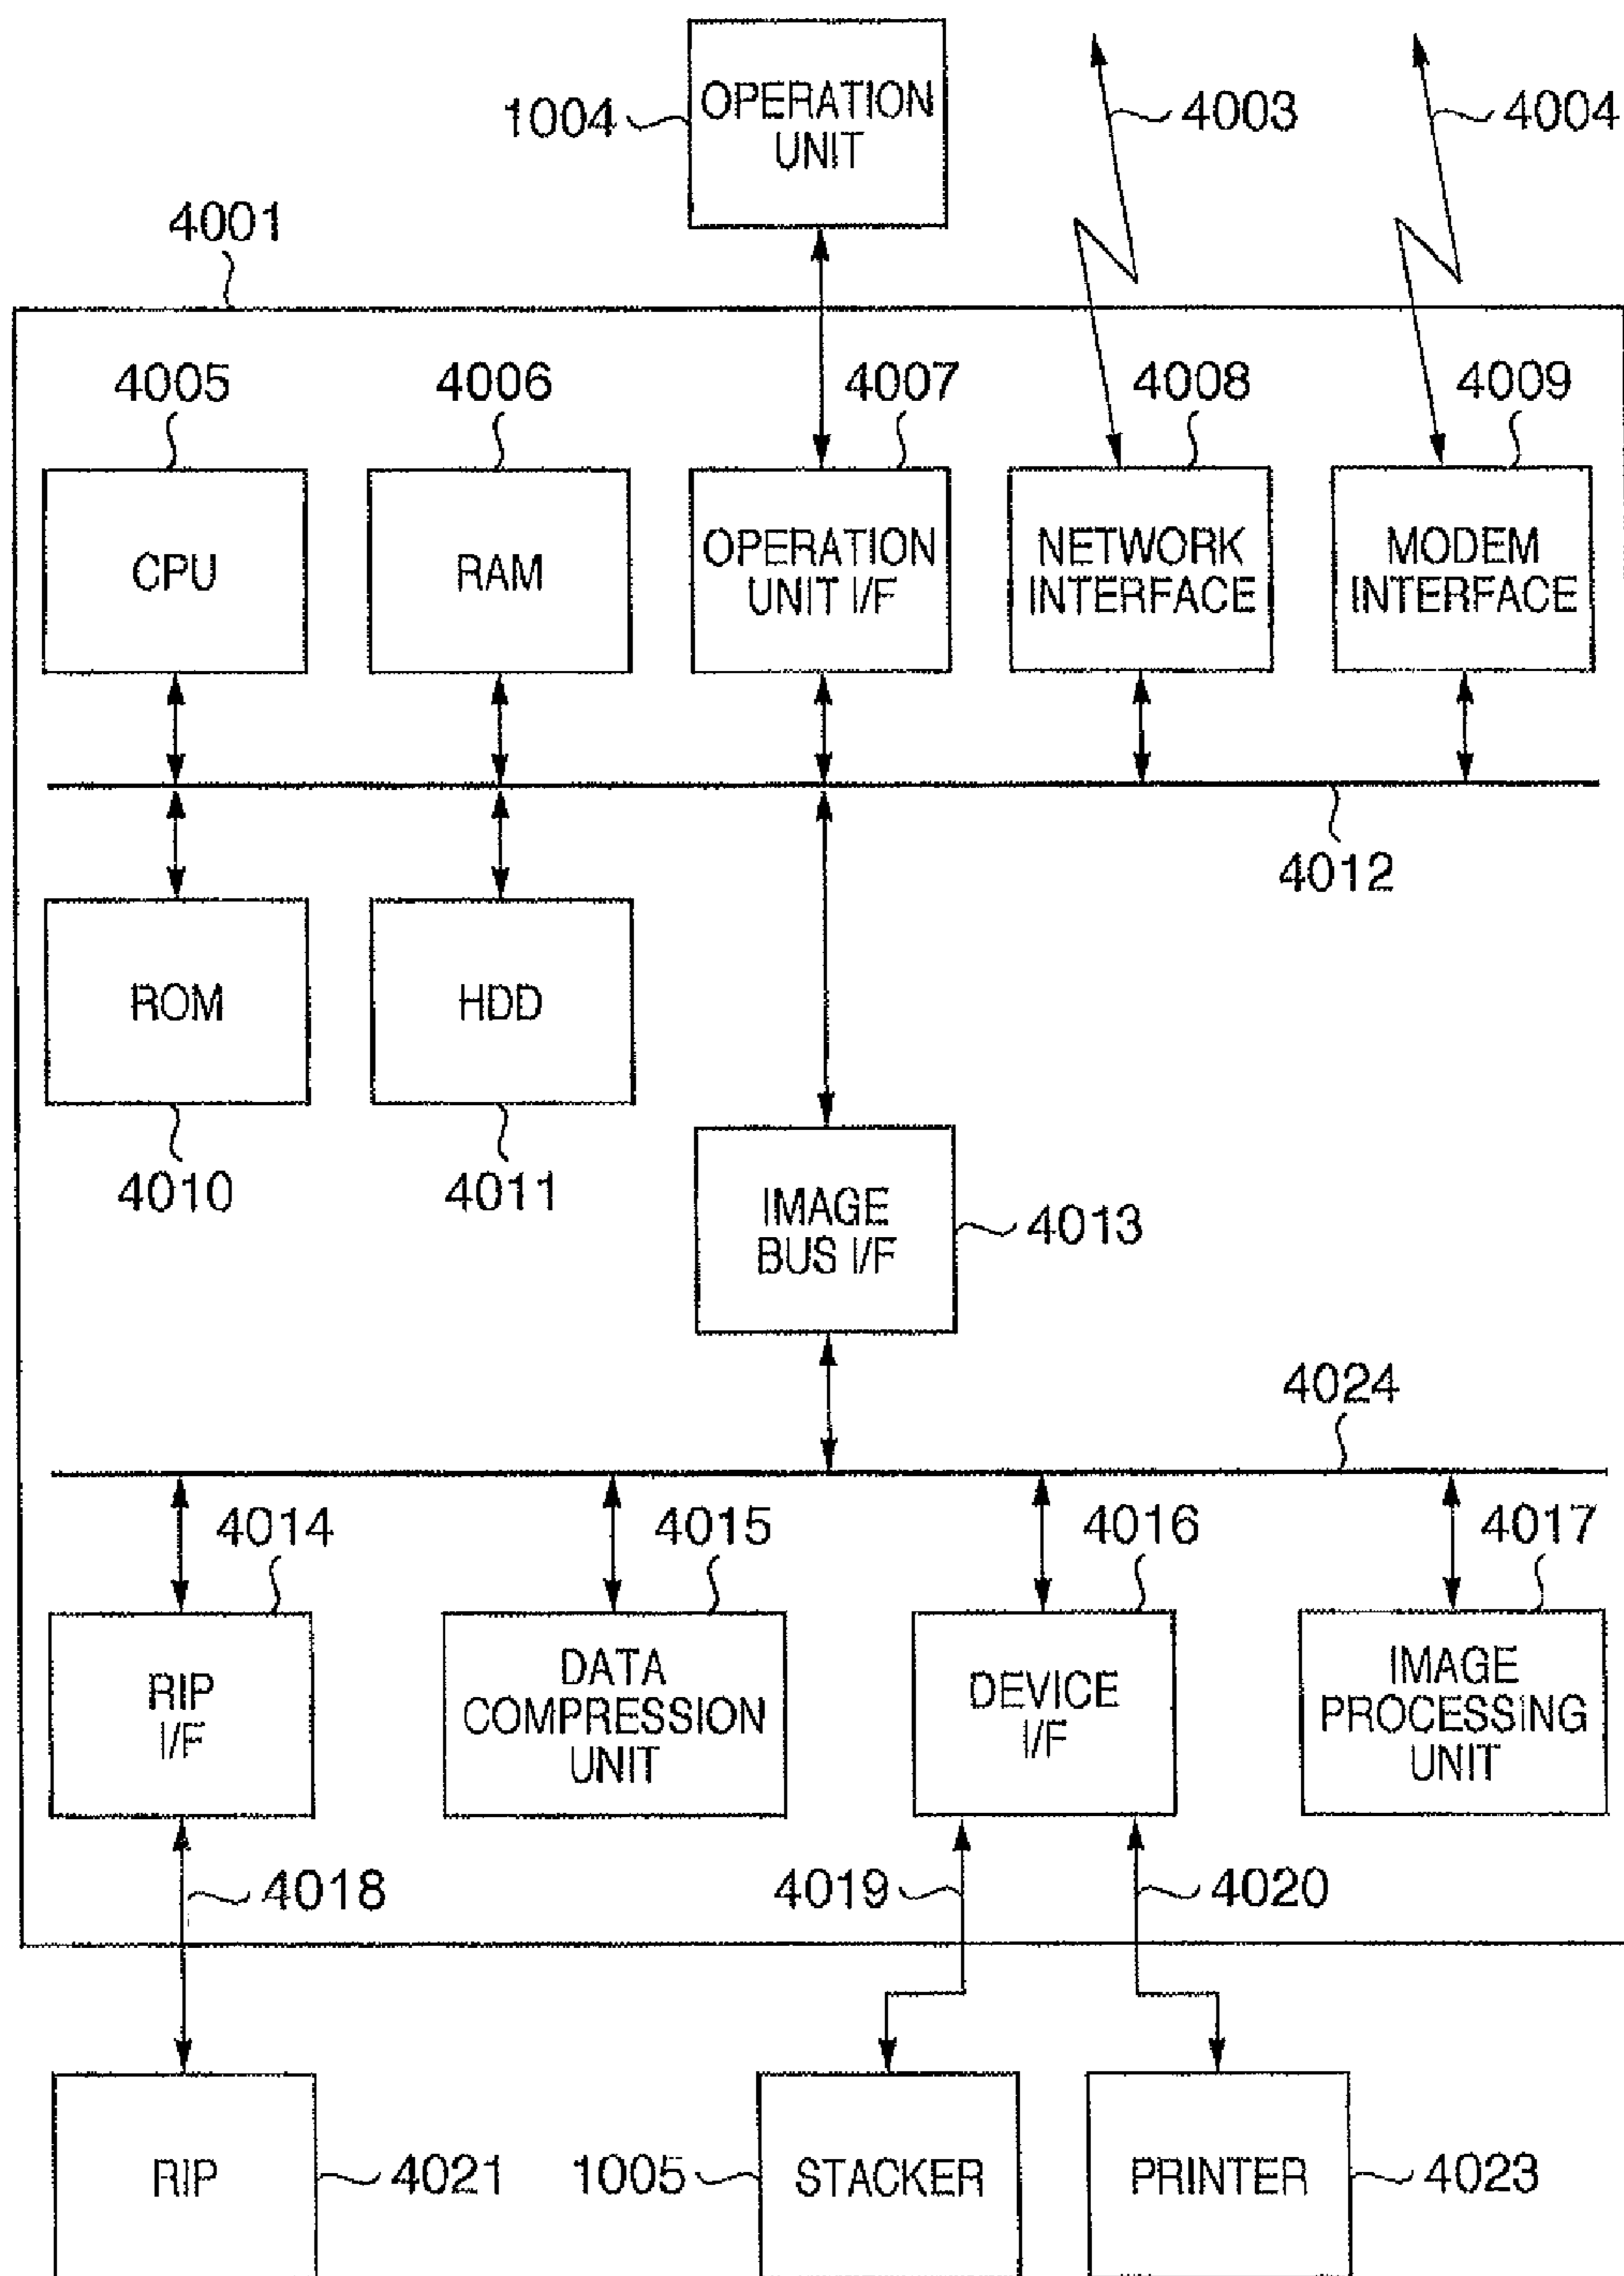 OPERATION
UNIT
1004
4003
4004
4001
4005
4006
4007
4008
4009
CPU
RAM
OPERATION
UNIT I/F
NETWORK
INTERFACE
MODEM
INTERFACE
4012
ROM
HDD
4010
4011
IMAGE
BUS I/F
4013
4024
4014
4015
4016
4017
RIP
I/F
DATA
COMPRESSION
UNIT
DEVICE
I/F
IMAGE
PROCESSING
UNIT
4018
4019
4020
RIP
4021
1005
STACKER
PRINTER
4023